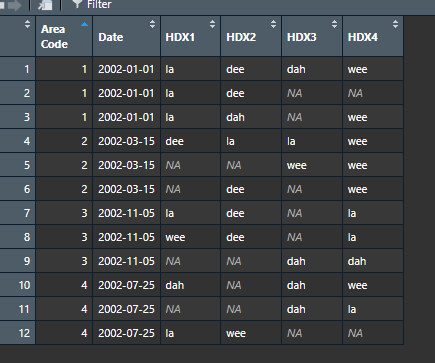 Filter
Area Code Date HDX1 HDX2 HDX3 HDX4
1 1 2002-01-01 la dee dah wee
2 1 2002-01-01 la dee NA NA
3 1 2002-01-01 la dah NA wee
4 2 2002-03-15 dee la la wee
5 2 2002-03-15 NA NA wee wee
6 2 2002-03-15 NA dee NA wee
7 3 2002-11-05 la dee NA la
8 3 2002-11-05 wee dee NA la
9 3 2002-11-05 NA NA dah dah
10 4 2002-07-25 dah NA dah wee
11 4 2002-07-25 NA NA dah la
12 4 2002-07-25 la wee NA NA